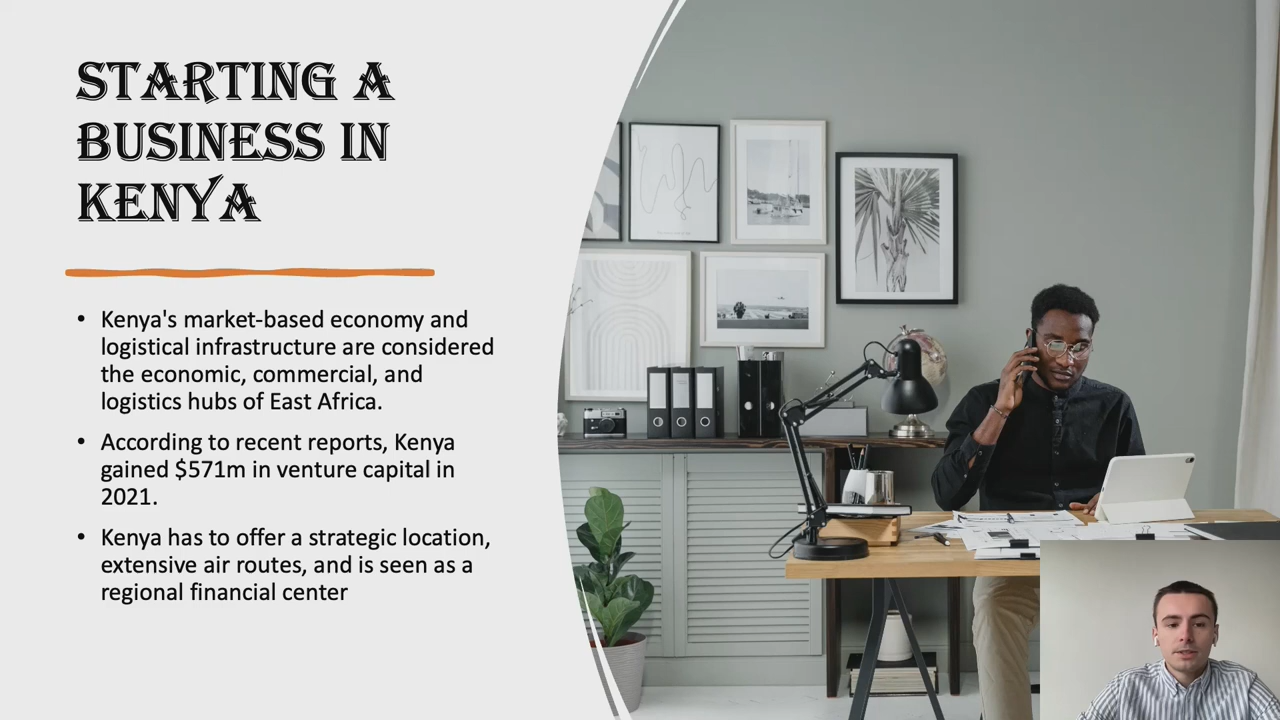 STARTING A
BUSINESS IN
KENYA
• Kenya's market-based economy and
logistical infrastructure are considered
the economic, commercial, and
logistics hubs of East Africa.
• According to recent reports, Kenya
gained $571m in venture capital in
2021.
• Kenya has to offer a strategic location,
extensive air routes, and is seen as a
regional financial center